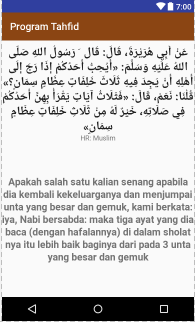 7:00
Program Tahfid
عَنْ أَبِي هُرَيْرَةَ، قَالَ: قَالَ رَسُولُ اللهِ صَلَّى
اللهُ عَلَيْهِ وَسَلَّمَ: «أَيُحِبُّ أَحَدُكُمْ إِذَا رَجَعَ إِلَى
أَهْلِهِ أَنْ يَجِدَ فِيهِ ثَلَاثَ خَلِفَاتٍ عِظَامٍ سِمَانٍ؟»
قُلْنَا: نَعَمْ، قَالَ: «فَثَلَاثُ آيَاتٍ يَقْرَأُ بِهِنَّ أَحَدُكُمْ
فِي صَلَاتِهِ، خَيْرٌ لَهُ مِنْ ثَلَاثِ خَلِفَاتٍ عِظَامٍ
سِمَانٍ»
HR: Muslim
Apakah salah satu kalian senang apabila
dia kembali kekeluarganya dan menjumpai
unta yang besar dan gemuk, kami berkata:
iya, Nabi bersabda: maka tiga ayat yang dia
baca (dengan hafalannya) di dalam sholat
nya itu lebih baik baginya dari pada 3 unta
yang besar dan gemuk